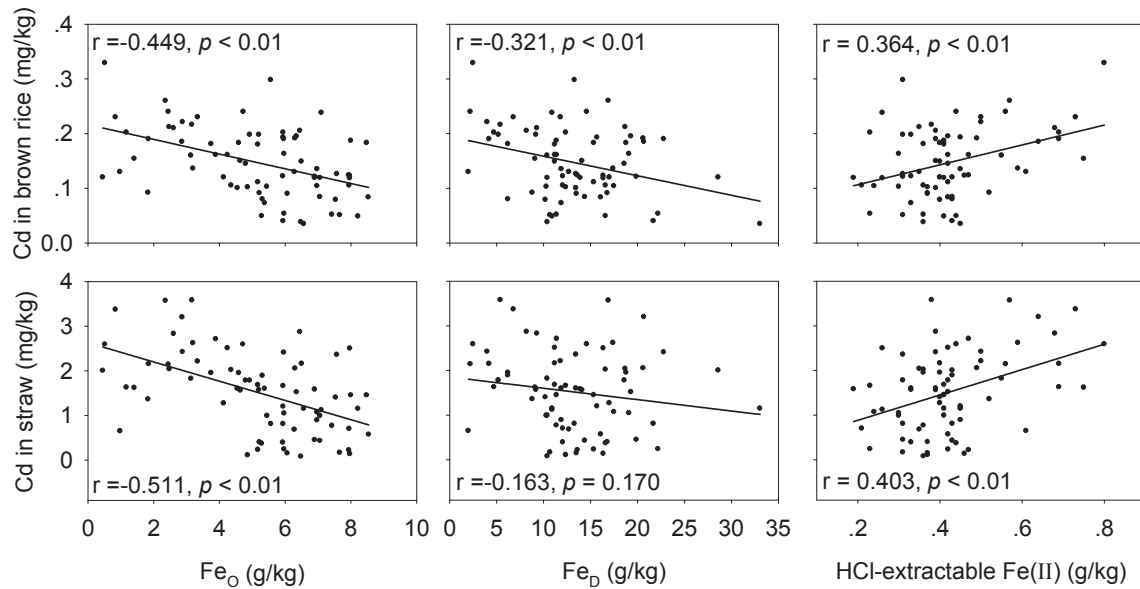 Cd in brown rice (mg/kg)
.4
.3
.2
.1
0.0
r =-0.449, p < 0.01
r =-0.321, p < 0.01
r = 0.364, p < 0.01
Cd in straw (mg/kg)
4
3
2
1
0
r =-0.511, p < 0.01
r =-0.163, p = 0.170
r = 0.403, p < 0.01
0 2 4 6 8 10
0 5 10 15 20 25 30 35
.2 .4 .6 .8
FeO (g/kg)
FeD (g/kg)
HCl-extractable Fe(II) (g/kg)